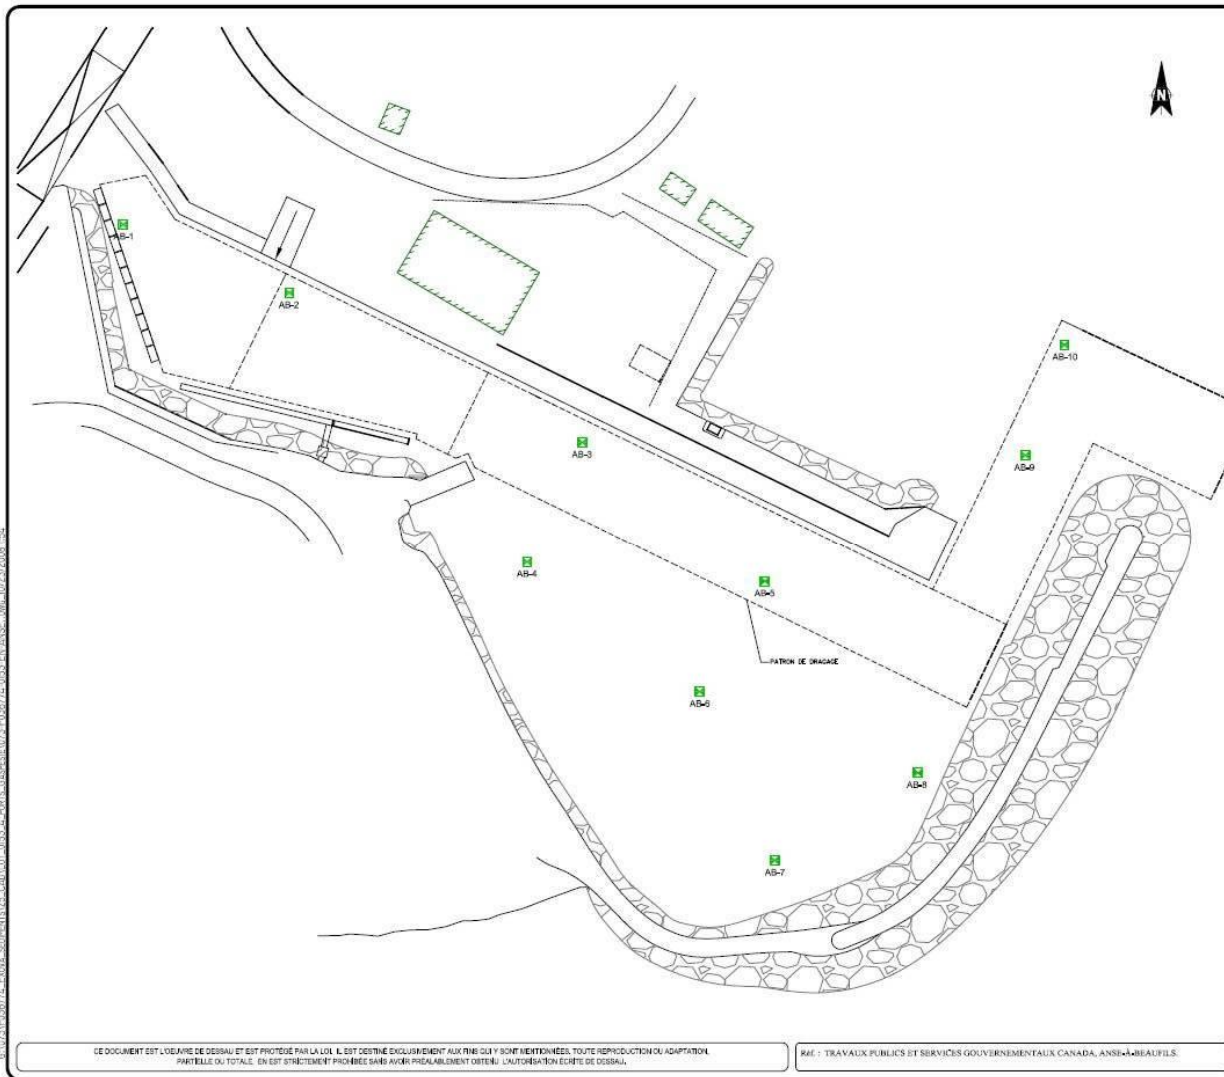 N
AB-1
AB-2
AB-10
AB-3
AB-9
AB-4
AB-5
PATRON DE DRAGAGE
AB-6
AB-8
AB-7
CE DOCUMENT EST L'OEUVRE DE DESSAU ET EST PROTÉGÉ PAR LA LOI. IL EST DESTINÉ EXCLUSIVEMENT AUX FINS QUI Y SONT MENTIONNÉES. TOUTE REPRODUCTION OU ADAPTATION,
PARTIELLE OU TOTALE, EN EST STRICTEMENT PROHIBÉE SANS AVOIR PRÉALABLEMENT OBTENU L'AUTORISATION ÉCRITE DE DESSAU.
Réf. : TRAVAUX PUBLICS ET SERVICES GOUVERNEMENTAUX CANADA, ANSE-À-BEAUFILS.